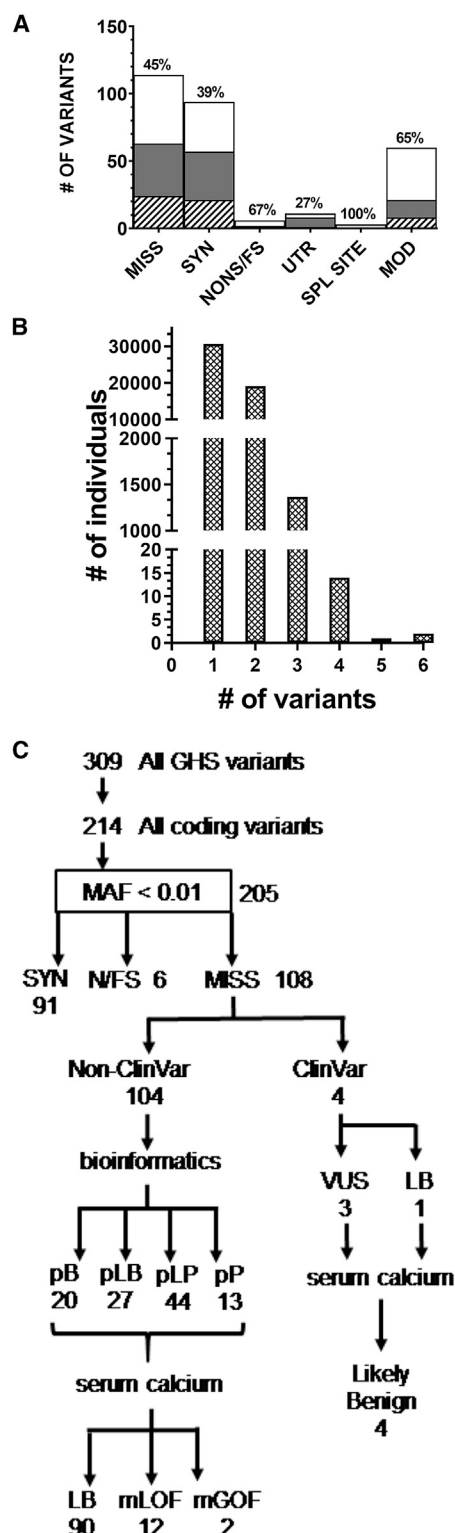 A
# OF VARIANTS
150
100
50
0
45%
39%
67%
27%
100%
65%
MISS
SYN
NONS/FS
UTR
SPL SITE
MOD
B
# of individuals
30000
20000
10000
2000
1500
1000
20
15
10
5
0
0 1 2 3 4 5 6
# of variants
C
309 All GHS variants
214 All coding variants
MAF < 0.01 205
SYN N/FS 6 MISS 108
91
Non-ClinVar ClinVar
104 4
bioinformatics
VUS LB
3 1
pB pLB pLP pP
20 27 44 13
serum calcium
serum calcium
Likely
Benign
4
LB mLOF mGOF
90 12 2